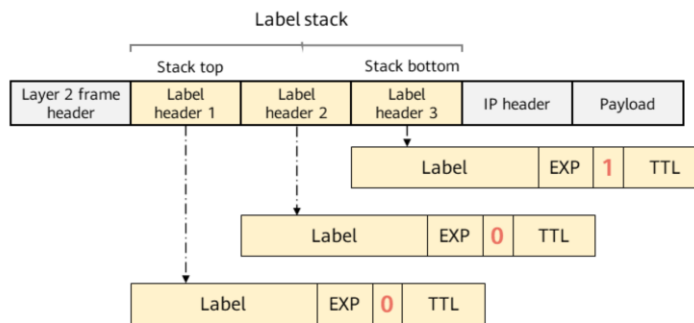 Label stack
Stack top
Stack bottom
Layer 2 frame
header
Label
header 1
Label
header 2
Label
header 3
IP header
Payload
Label EXP 1 TTL
Label EXP 0 TTL
Label EXP 0 TTL